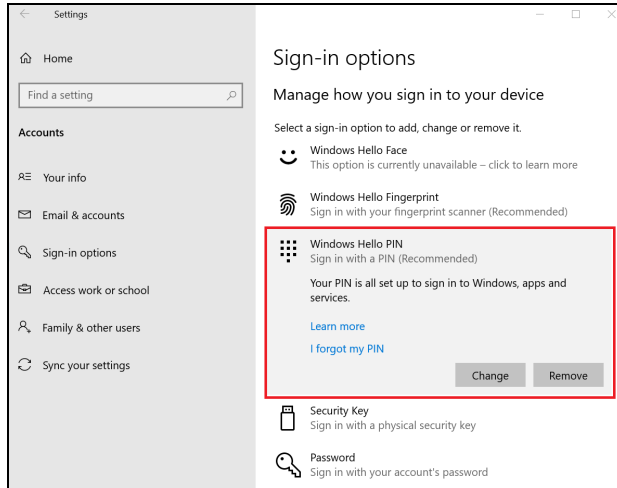 Settings
Home
Find a setting
Accounts
Your info
Email & accounts
Sign-in options
Access work or school
Family & other users
Sync your settings
Sign-in options
Manage how you sign in to your device
Select a sign-in option to add, change or remove it.
Windows Hello Face
This option is currently unavailable – click to learn more
Windows Hello Fingerprint
Sign in with your fingerprint scanner (Recommended)
Windows Hello PIN
Sign in with a PIN (Recommended)
Your PIN is all set up to sign in to Windows, apps and
services.
Learn more
I forgot my PIN
Change Remove
Security Key
Sign in with a physical security key
Password
Sign in with your account's password